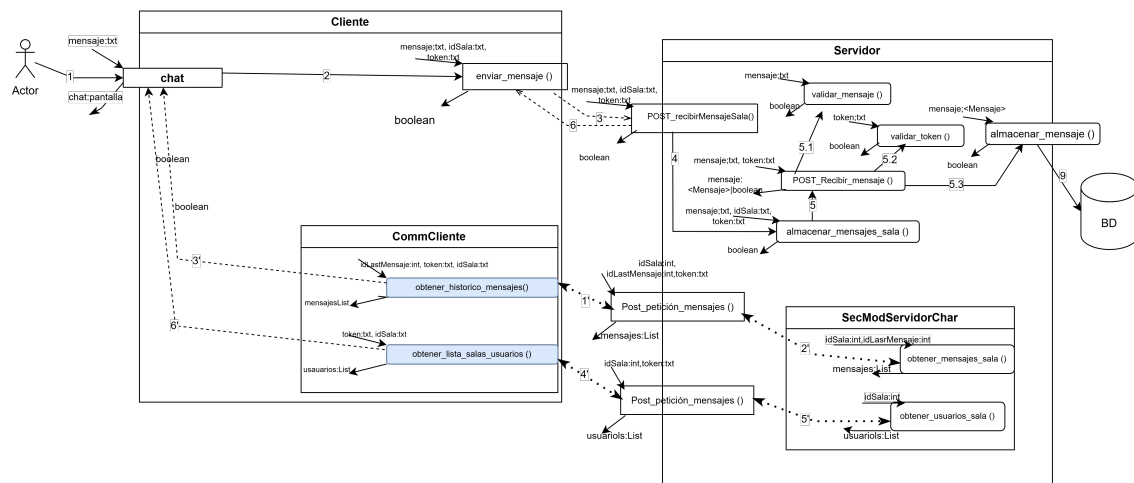 Cliente
mensaje:txt
1
Actor
chat
chat:pantalla
2
mensaje;txt, idSala:txt,
token:txt
enviar_mensaje ()
boolean
3
6
mensaje;txt, idSala:txt,
token:txt
POST_recibirMensajeSala()
boolean
4
Servidor
mensaje;txt
validar_mensaje ()
boolean
token;txt
validar_token ()
boolean
mensaje;<Mensaje>
almacenar_mensaje ()
boolean
5.1
5.2
5.3
9
BD
mensaje;txt, token:txt
POST_Recibir_mensaje ()
mensaje:
<Mensaje>|boolean
5
mensaje;txt, idSala:txt,
token:txt
almacenar_mensajes_sala ()
boolean
boolean
boolean
3'
6'
CommCliente
idLastMensaje:int, token:txt, idSala:txt
obtener_historico_mensajes()
mensajesList
token:txt, idSala:txt
obtener_lista_salas_usuarios ()
usauarios:List
1'
idSala:int,
idLastMensaje:int,token:txt
Post_petición_mensajes ()
mensajes:List
4'
idSala:int,token:txt
Post_petición_mensajes ()
usuariols:List
2'
5'
SecModServidorChar
idSala:int,idLasrMensaje:int
obtener_mensajes_sala ()
mensajes:List
idSala:int
obtener_usuarios_sala ()
usuariols:List